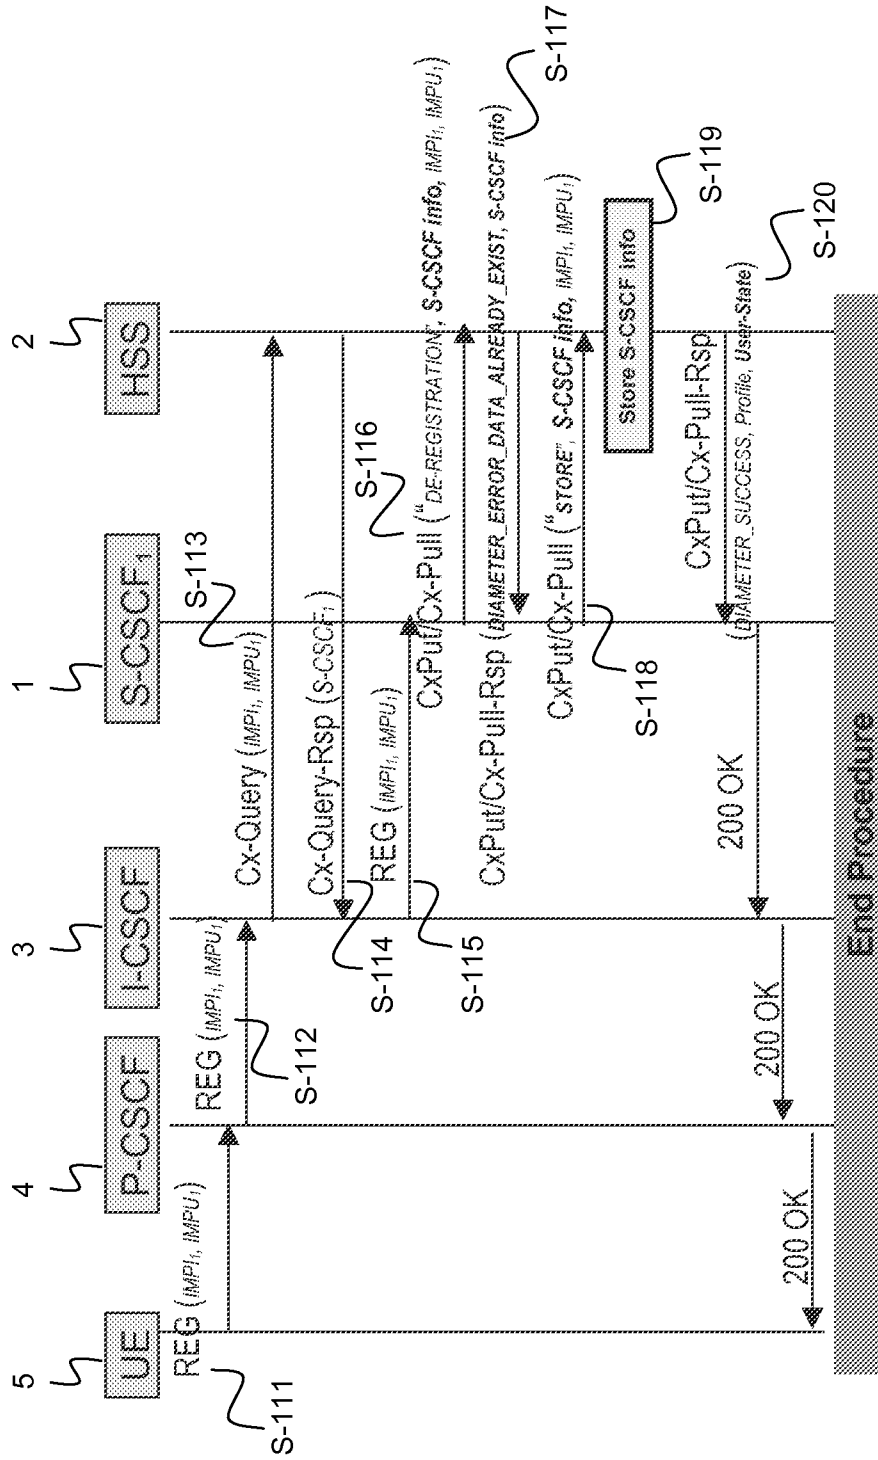 5
4
3
1
2
UE
P-CSCF
I-CSCF
S-CSCF₁
HSS
REG (IMPI₁, IMPU₁)
S-111
REG (IMPI₁, IMPU₁)
S-112
Cx-Query (IMPI₁, IMPU₁)
S-113
Cx-Query-Rsp (S-CSCF₁)
S-114
REG (IMPI₁, IMPU₁)
S-115
S-116
CxPut/Cx-Pull (“DE-REGISTRATION”, S-CSCF info, IMPI₁, IMPU₁)
CxPut/Cx-Pull-Rsp (DIAMETER_ERROR_DATA_ALREADY_EXIST, S-CSCF info)
S-117
CxPut/Cx-Pull (“STORE”, S-CSCF info, IMPI₁, IMPU₁)
S-118
Store S-CSCF info
S-119
CxPut/Cx-Pull-Rsp
(DIAMETER_SUCCESS, Profile, User-State)
S-120
200 OK
200 OK
200 OK
End Procedure